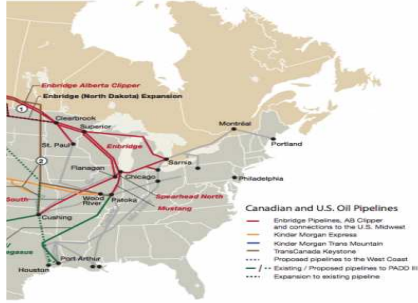 Enbridge Alberta Clipper
1
Enbridge (North Dakota) Expansion
Clearbrook
Superior
Montréal
St. Paul
Enbridge
Portland
2
Sarnia
Flanagan
Chicago
Philadelphia
South
Wood River
Patoka
Spearhead North
Mustang
Cushing
Port Arthur
Houston
Canadian and U.S. Oil Pipelines
Enbridge Pipelines, AB Clipper
and connections to the U.S. Midwest
Kinder Morgan Express
Kinder Morgan Trans Mountain
TransCanada Keystone
Proposed pipelines to the West Coast
Existing / Proposed pipelines to PADD III
Expansion to existing pipeline